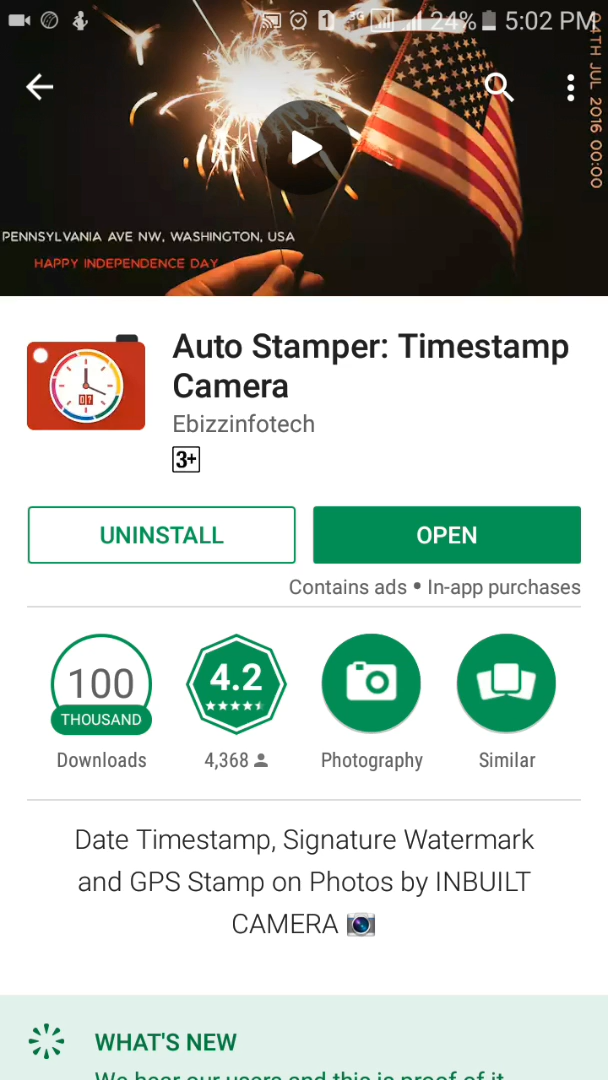 1
3G
24%
5:02 PM
04TH JUL 2016 00:00
PENNSYLVANIA AVE NW, WASHINGTON, USA
HAPPY INDEPENDENCE DAY
Auto Stamper: Timestamp
Camera
Ebizzinfotech
3+
UNINSTALL
OPEN
Contains ads • In-app purchases
100
THOUSAND
Downloads
4.2
4,368
Photography
Similar
Date Timestamp, Signature Watermark
and GPS Stamp on Photos by INBUILT
CAMERA 📷
WHAT'S NEW
We hear our users and this is proof of it